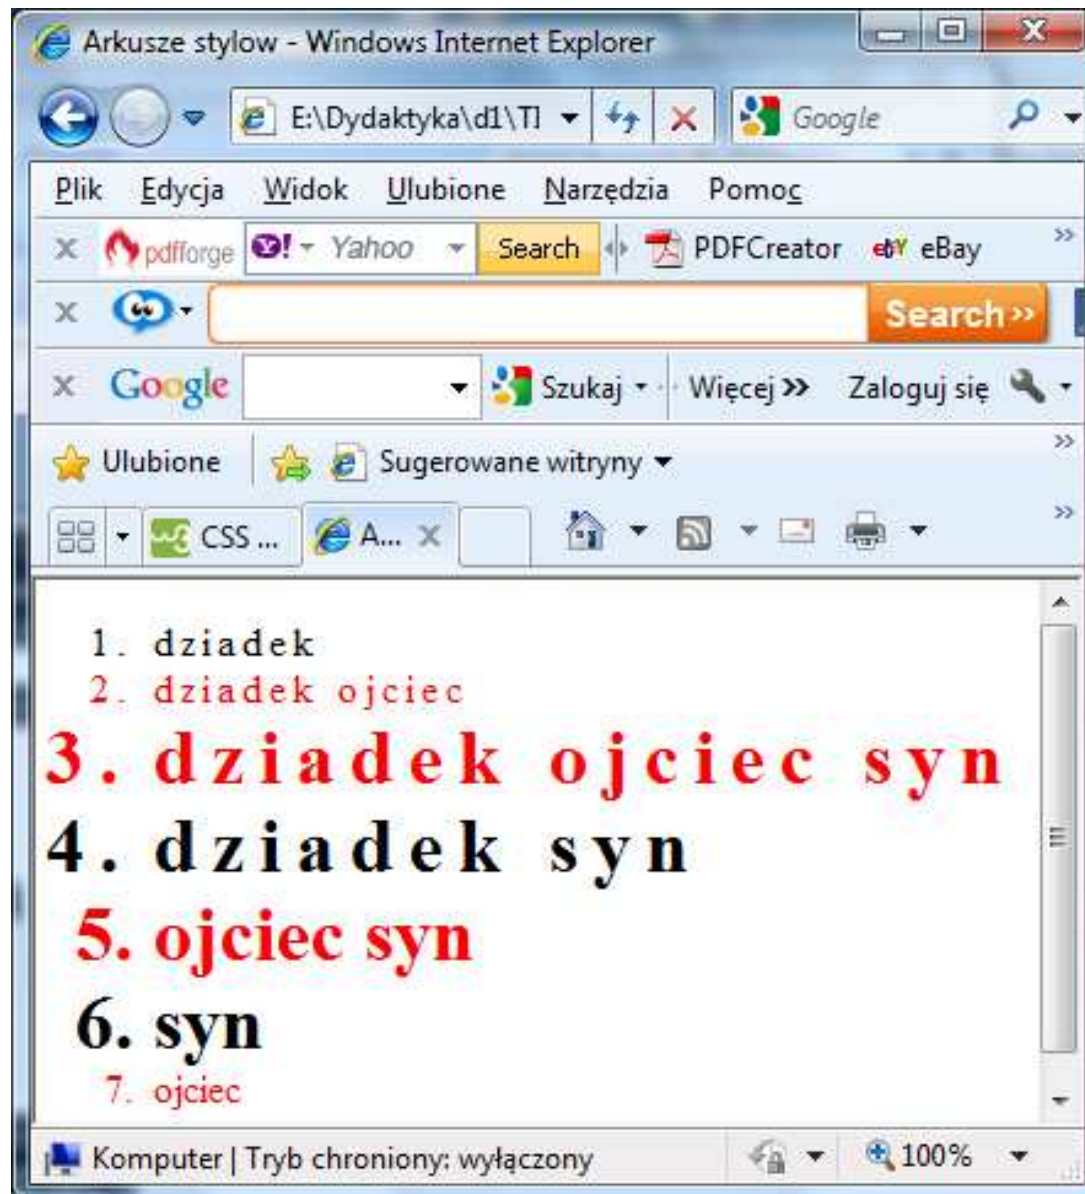 Arkusze stylow - Windows Internet Explorer
E:\Dydaktyka\d1\TI Google
Plik Edycja Widok Ulubione Narzędzia Pomoc
pdfforge Y! Yahoo Search PDFCreator ebY eBay
Search »
Google Szukaj Więcej » Zaloguj się
Ulubione Sugerowane witryny
CSS ... A...
1. dziadek
2. dziadek ojciec
3. dziadek ojciec syn
4. dziadek syn
5. ojciec syn
6. syn
7. ojciec
Komputer | Tryb chroniony: wyłączony 100%